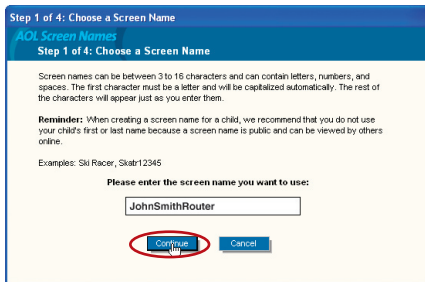 Step 1 of 4: Choose a Screen Name
AOL Screen Names
Step 1 of 4: Choose a Screen Name
Screen names can be between 3 to 16 characters and can contain letters, numbers, and
spaces. The first character must be a letter and will be capitalized automatically. The rest of
the characters will appear just as you enter them.
Reminder: When creating a screen name for a child, we recommend that you do not use
your child's first or last name because a screen name is public and can be viewed by others
online.
Examples: Ski Racer, Skatr12345
Please enter the screen name you want to use:
JohnSmithRouter
Continue Cancel